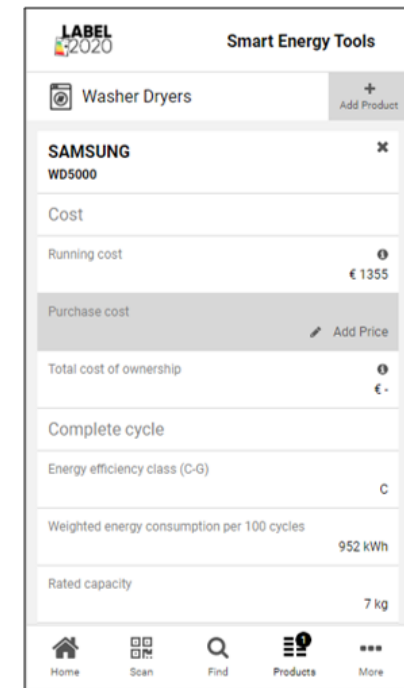 LABEL
2020
Smart Energy Tools
Washer Dryers
+
Add Product
SAMSUNG
WD5000
Cost
Running cost
€ 1355
Purchase cost
Add Price
Total cost of ownership
€ -
Complete cycle
Energy efficiency class (C-G)
C
Weighted energy consumption per 100 cycles
952 kWh
Rated capacity
7 kg
1
Home
Scan
Find
Products
More